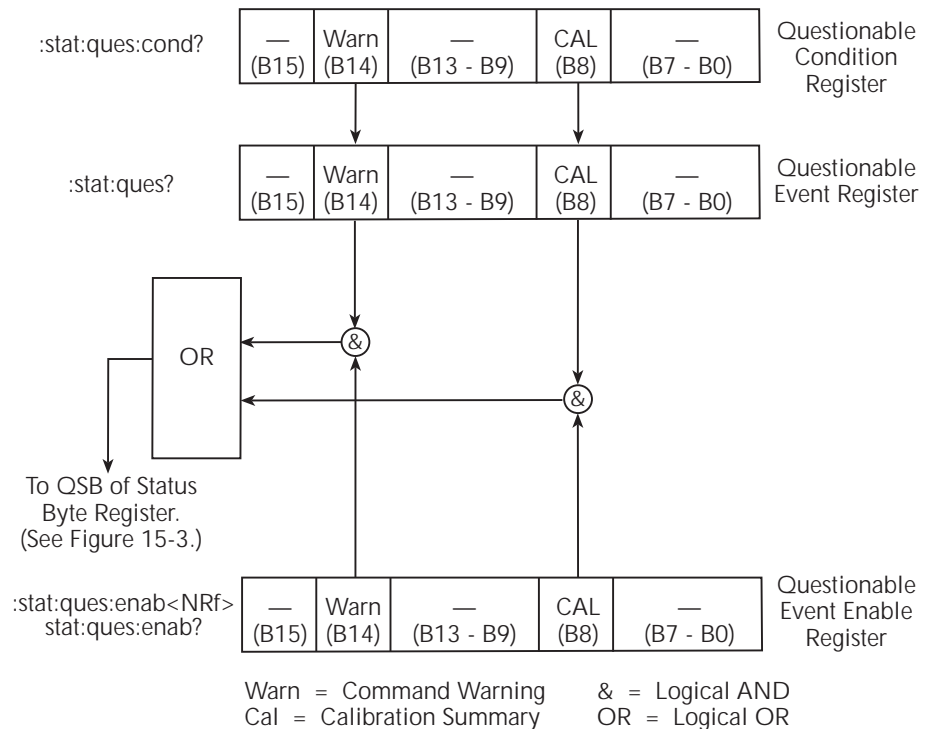 :stat:ques:cond?
— Warn — CAL —
(B15) (B14) (B13 - B9) (B8) (B7 - B0)
Questionable
Condition
Register
:stat:ques?
— Warn — CAL —
(B15) (B14) (B13 - B9) (B8) (B7 - B0)
Questionable
Event Register
&
OR
&
To QSB of Status
Byte Register.
(See Figure 15-3.)
:stat:ques:enab<NRf>
stat:ques:enab?
— Warn — CAL —
(B15) (B14) (B13 - B9) (B8) (B7 - B0)
Questionable
Event Enable
Register
Warn = Command Warning & = Logical AND
Cal = Calibration Summary OR = Logical OR